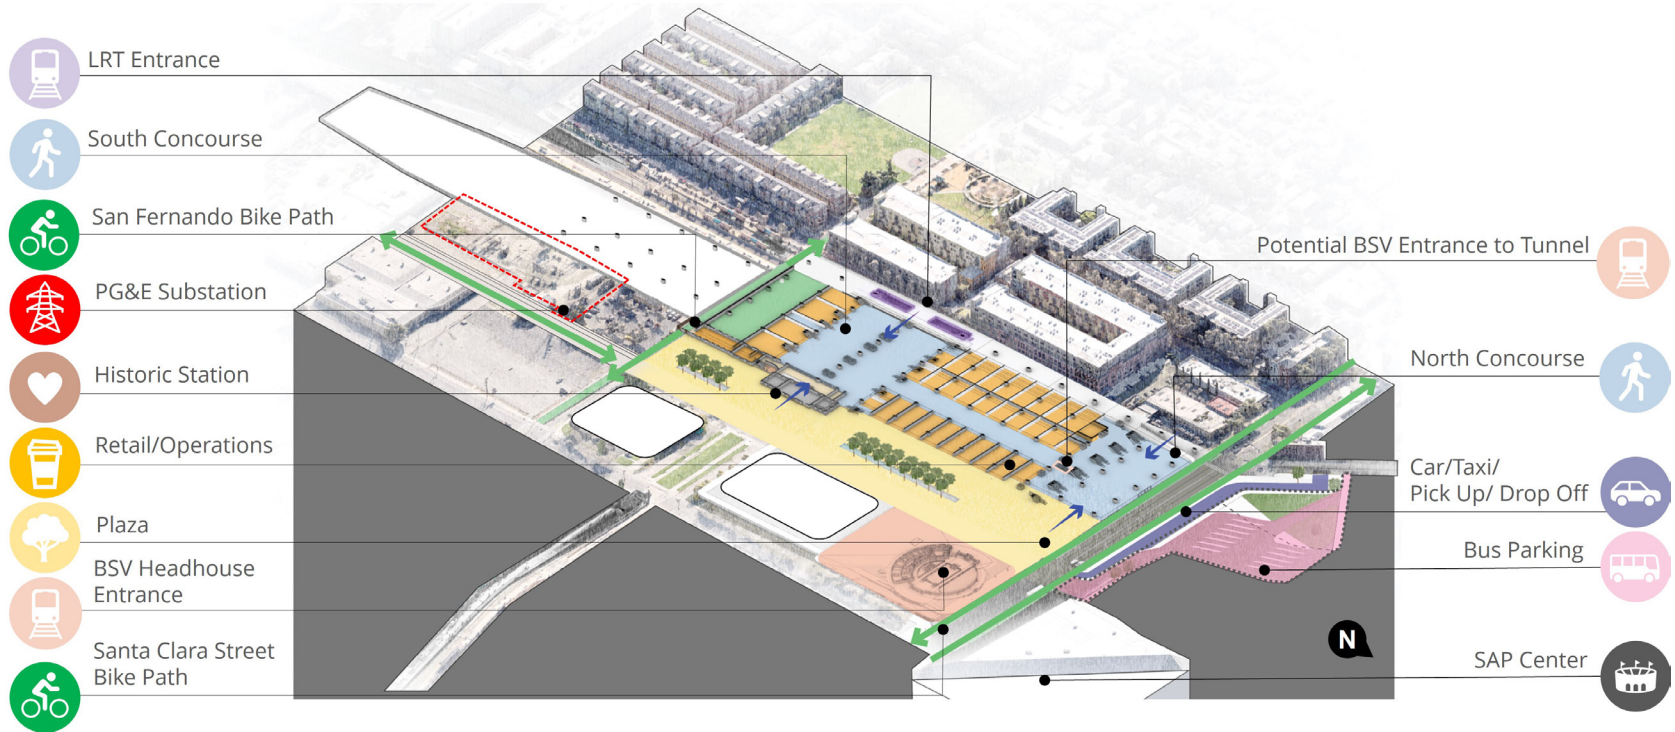 LRT Entrance
South Concourse
San Fernando Bike Path
PG&E Substation
Historic Station
Retail/Operations
Plaza
BSV Headhouse
Entrance
Santa Clara Street
Bike Path
Potential BSV Entrance to Tunnel
North Concourse
Car/Taxi/
Pick Up/ Drop Off
Bus Parking
SAP Center
N